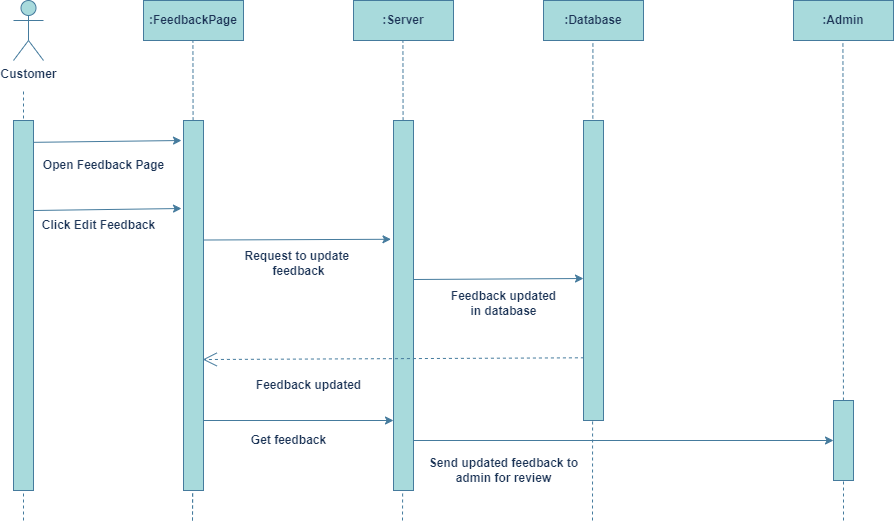 :FeedbackPage
:Server
:Database
:Admin
Customer
Open Feedback Page
Click Edit Feedback
Request to update
feedback
Feedback updated
in database
Feedback updated
Get feedback
Send updated feedback to
admin for review